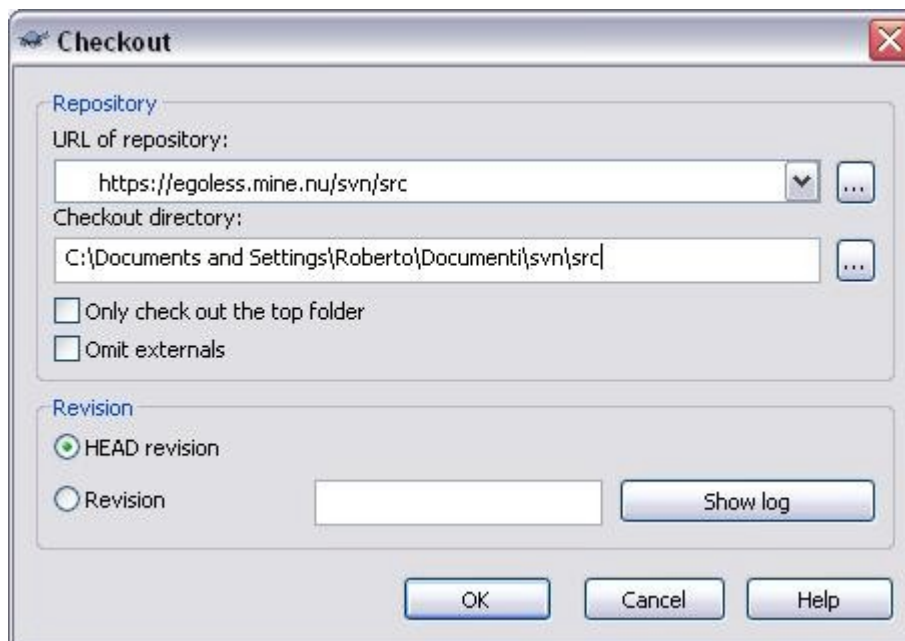 Checkout
Repository
URL of repository:
https://egoless.mine.nu/svn/src
...
Checkout directory:
C:\Documents and Settings\Roberto\Documenti\svn\src
...
Only check out the top folder
Omit externals
Revision
HEAD revision
Revision
Show log
OK Cancel Help